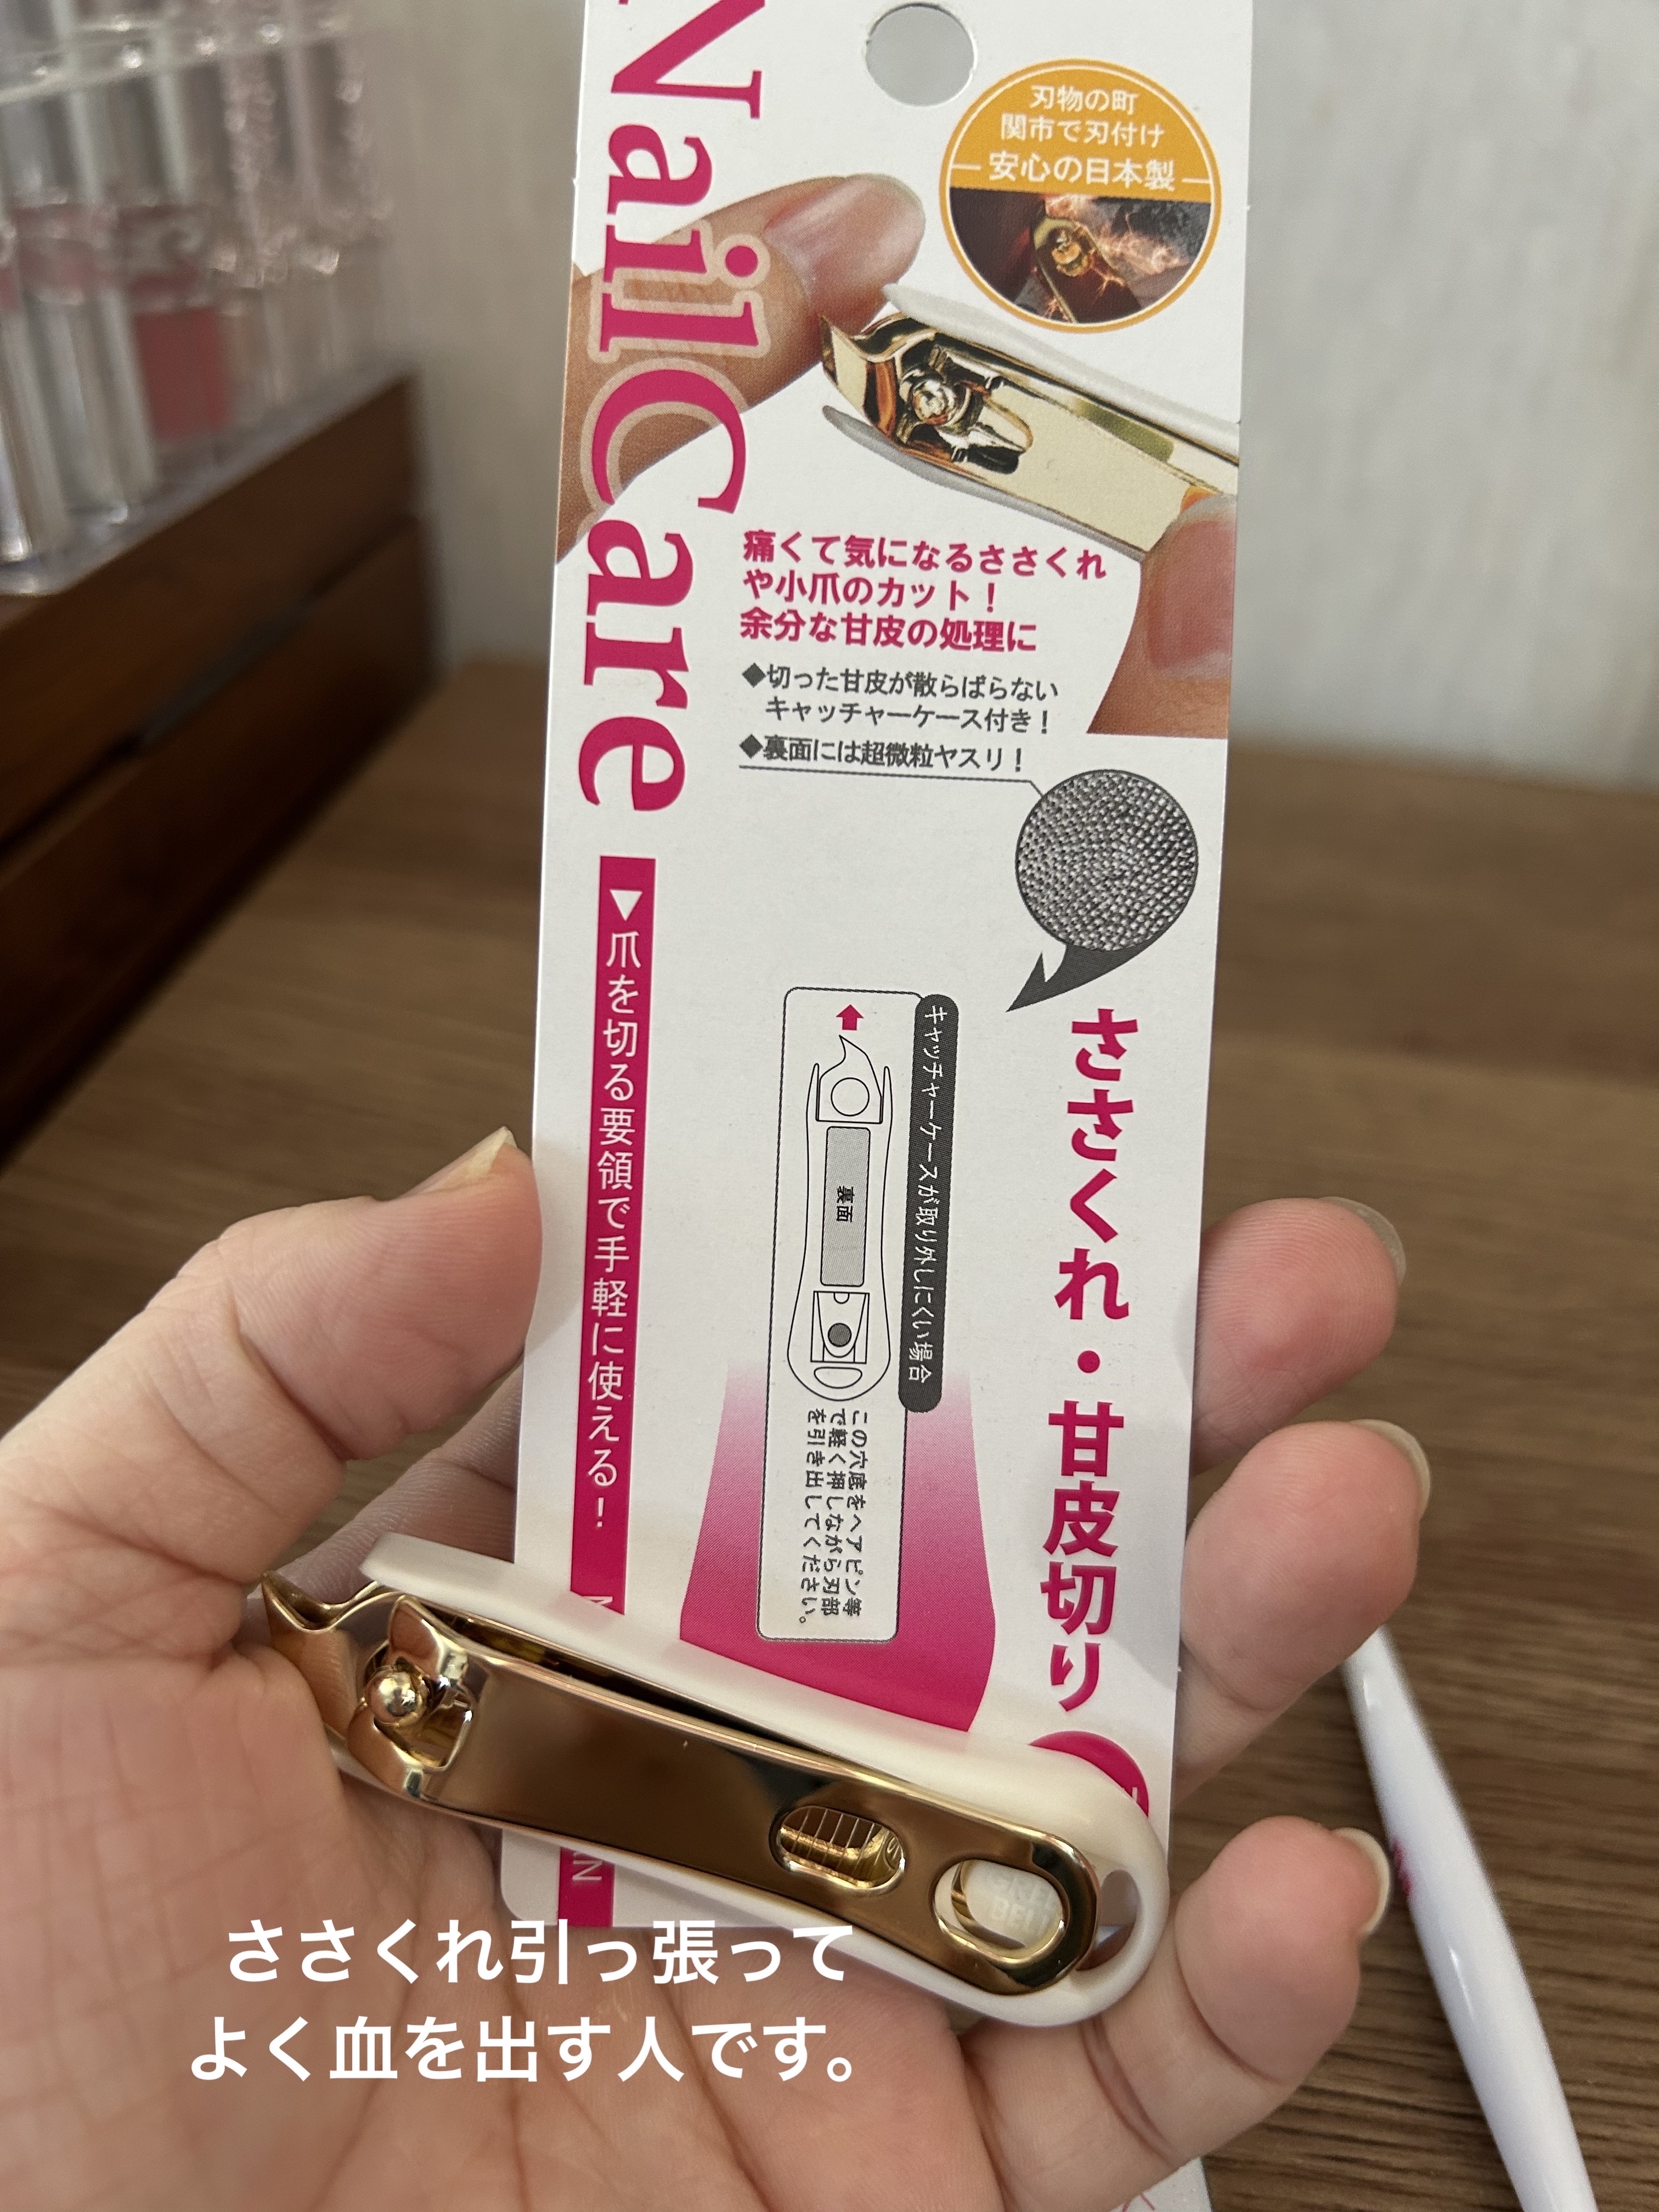 NailCare
刃物の町
関市で刃付け
安心の日本製
痛くて気になるささくれ
や小爪のカット！
余分な甘皮の処理に
◆切った甘皮が散らばらない
キャッチャーケース付き！
◆裏面には超微粒ヤスリ！
▼爪を切る要領で手軽に使える！
ささくれ・甘皮切り
キャッチャーケースが取り外しにくい場合
裏面
この穴底をヘアピン等
で軽く押しながら刃部
を引き出してください。
ささくれ引っ張って
よく血を出す人です。